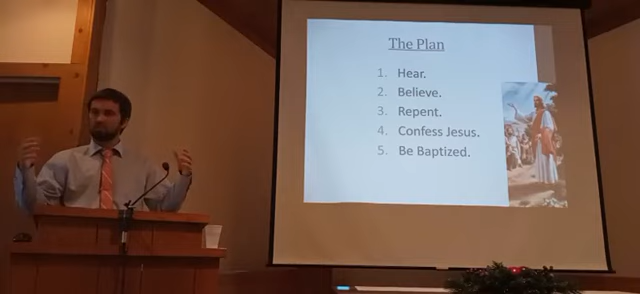 The Plan
1. Hear.
2. Believe.
3. Repent.
4. Confess Jesus.
5. Be Baptized.